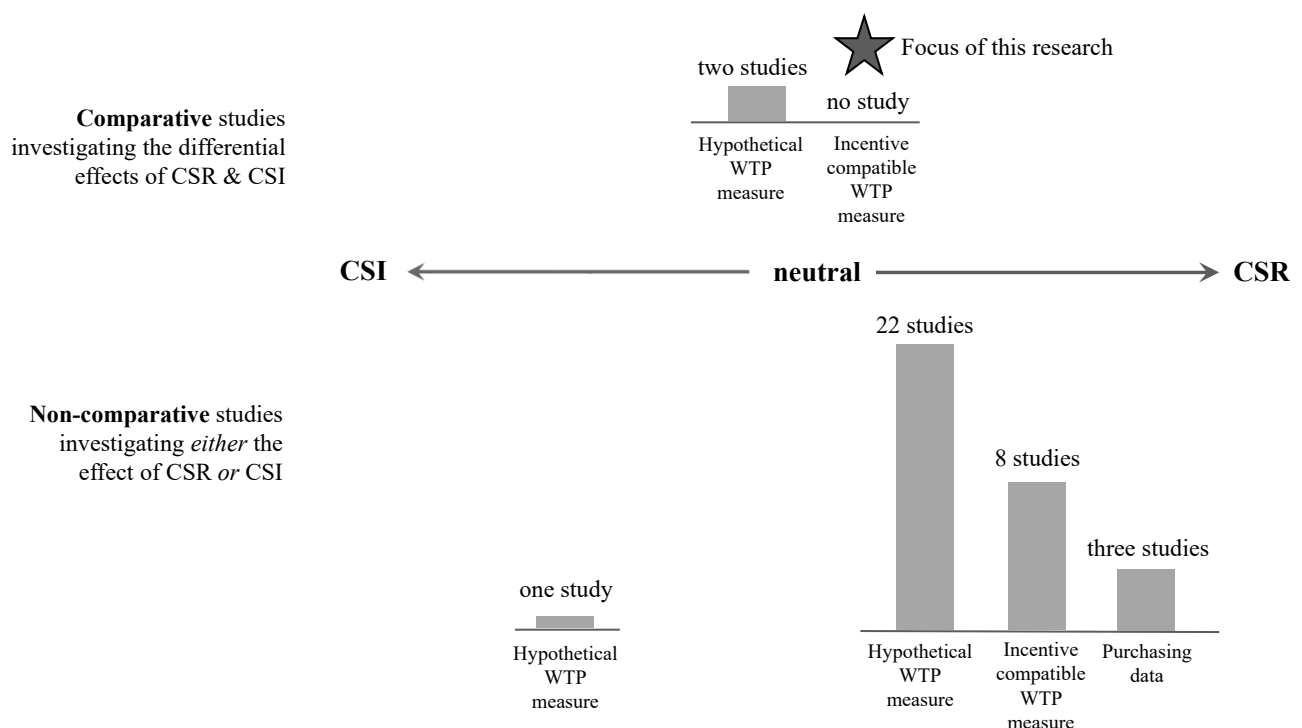 Focus of this research
two studies
no study
Comparative studies
investigating the differential
effects of CSR & CSI
Hypothetical
WTP
measure
Incentive
compatible
WTP
measure
CSI
neutral
CSR
22 studies
Non-comparative studies
investigating either the
effect of CSR or CSI
8 studies
three studies
one study
Hypothetical
WTP
measure
Hypothetical
WTP
measure
Incentive
compatible
WTP
measure
Purchasing
data